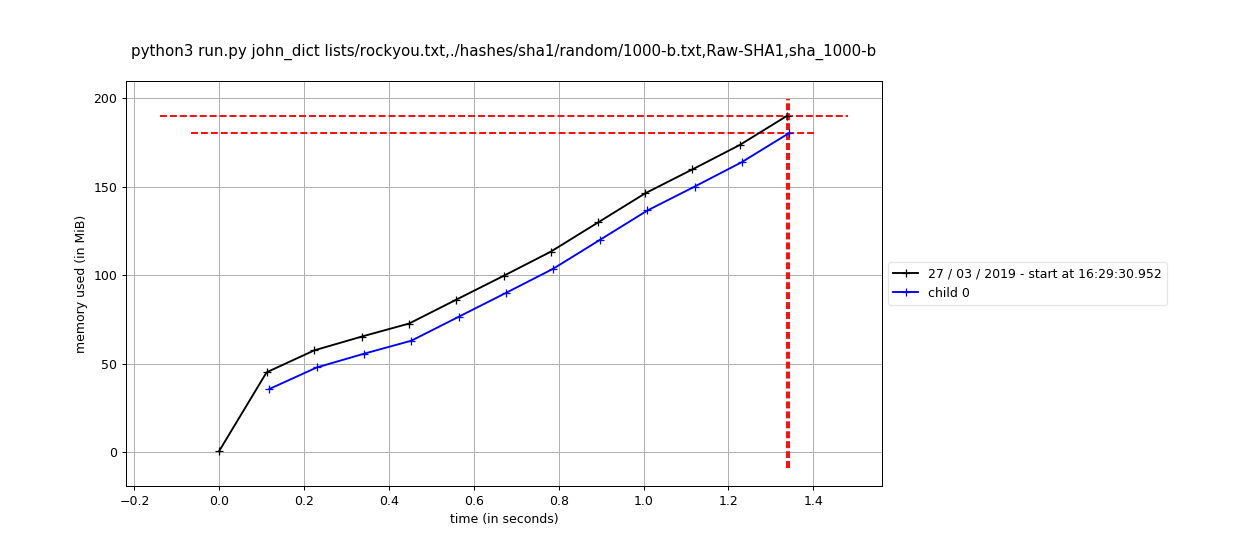 python3 run.py john_dict lists/rockyou.txt,./hashes/sha1/random/1000-b.txt,Raw-SHA1,sha_1000-b
200
150
100
50
0
memory used (in MiB)
−0.2 0.0 0.2 0.4 0.6 0.8 1.0 1.2 1.4
time (in seconds)
27 / 03 / 2019 - start at 16:29:30.952
child 0